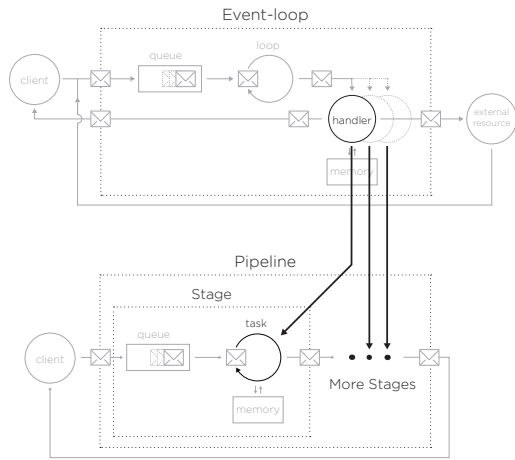 Event-loop
queue
loop
client
handler
external
resource
memory
Pipeline
Stage
queue
task
client
More Stages
memory